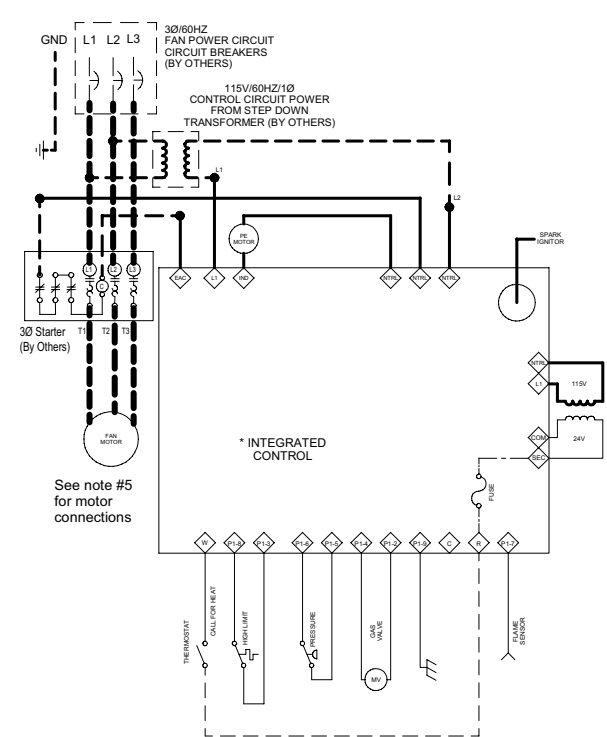 3Ø/60HZ
FAN POWER CIRCUIT
CIRCUIT BREAKERS
(BY OTHERS)
GND L1 L2 L3
115V/60HZ/1Ø
CONTROL CIRCUIT POWER
FROM STEP DOWN
TRANSFORMER (BY OTHERS)
L1
L2
PE
MOTOR
SPARK
IGNITOR
L1 L2 L3
C
EAC L1 IND NTRL NTRL NTRL
3Ø Starter
(By Others)
T1 T2 T3
FAN
MOTOR
See note #5
for motor
connections
* INTEGRATED
CONTROL
NTRL
L1
115V
COM
24V
SEC
FUSE
W P1-8 P1-3 P1-6 P1-5 P1-4 P1-2 P1-9 C R P1-7
THERMOSTAT
CALL FOR HEAT
HIGH LIMIT
PRESSURE
GAS
VALVE
MV
FLAME
SENSOR